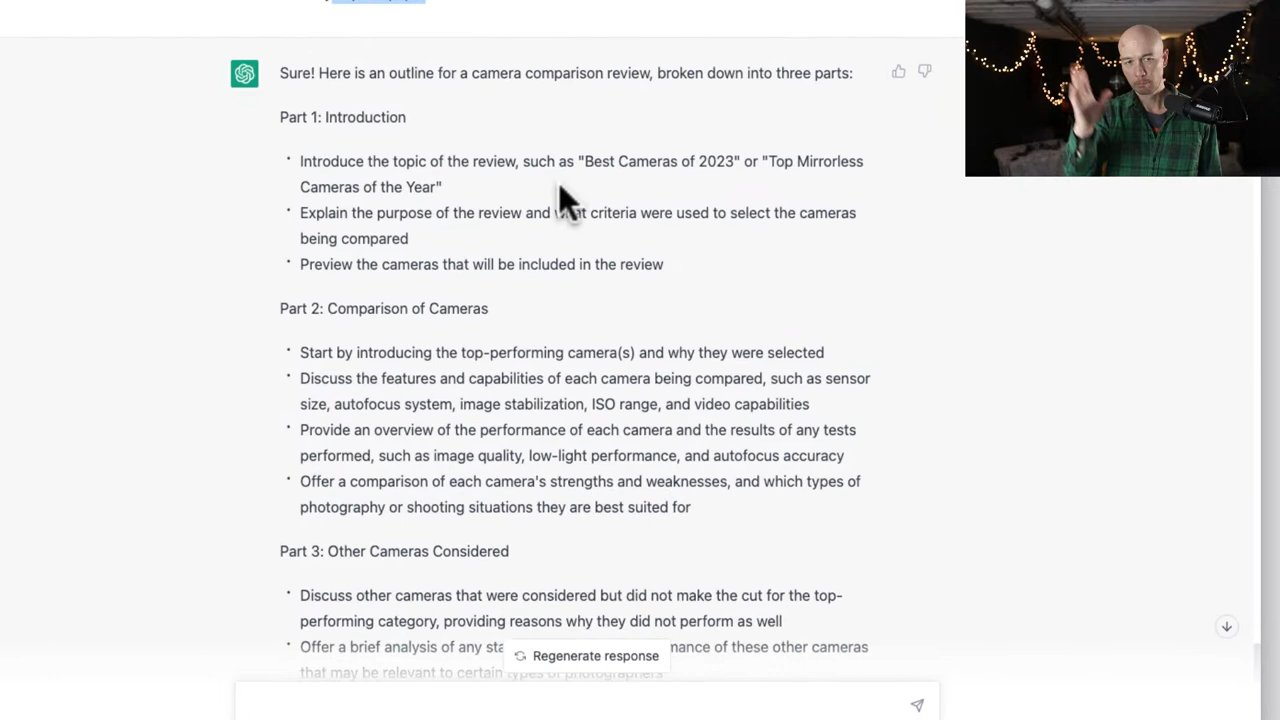 Sure! Here is an outline for a camera comparison review, broken down into three parts:
Part 1: Introduction
· Introduce the topic of the review, such as "Best Cameras of 2023" or "Top Mirrorless
Cameras of the Year"
· Explain the purpose of the review and criteria were used to select the cameras
being compared
· Preview the cameras that will be included in the review
Part 2: Comparison of Cameras
· Start by introducing the top-performing camera(s) and why they were selected
· Discuss the features and capabilities of each camera being compared, such as sensor
size, autofocus system, image stabilization, ISO range, and video capabilities
· Provide an overview of the performance of each camera and the results of any tests
performed, such as image quality, low-light performance, and autofocus accuracy
· Offer a comparison of each camera's strengths and weaknesses, and which types of
photography or shooting situations they are best suited for
Part 3: Other Cameras Considered
· Discuss other cameras that were considered but did not make the cut for the top-
performing category, providing reasons why they did not perform as well
· Offer a brief analysis of any of these other cameras
Regenerate response
that may be relevant to certain types of photographers